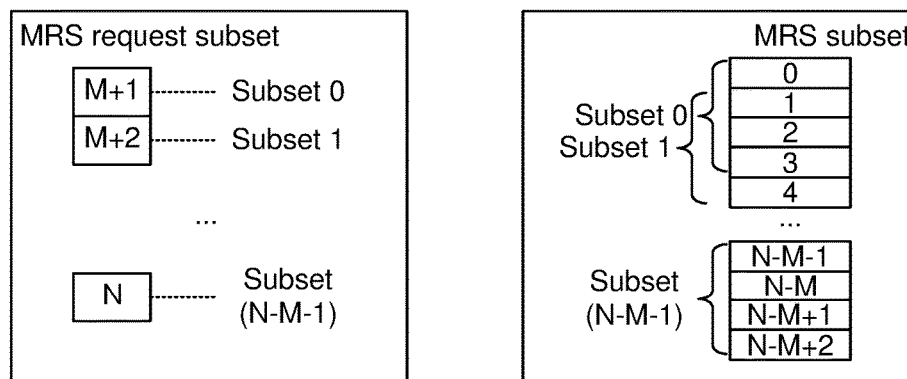 MRS request subset
M+1 Subset 0
M+2 Subset 1
...
N Subset
(N-M-1)
MRS subset
0
1
Subset 0
2
Subset 1
3
4
...
N-M-1
Subset
N-M
(N-M-1)
N-M+1
N-M+2